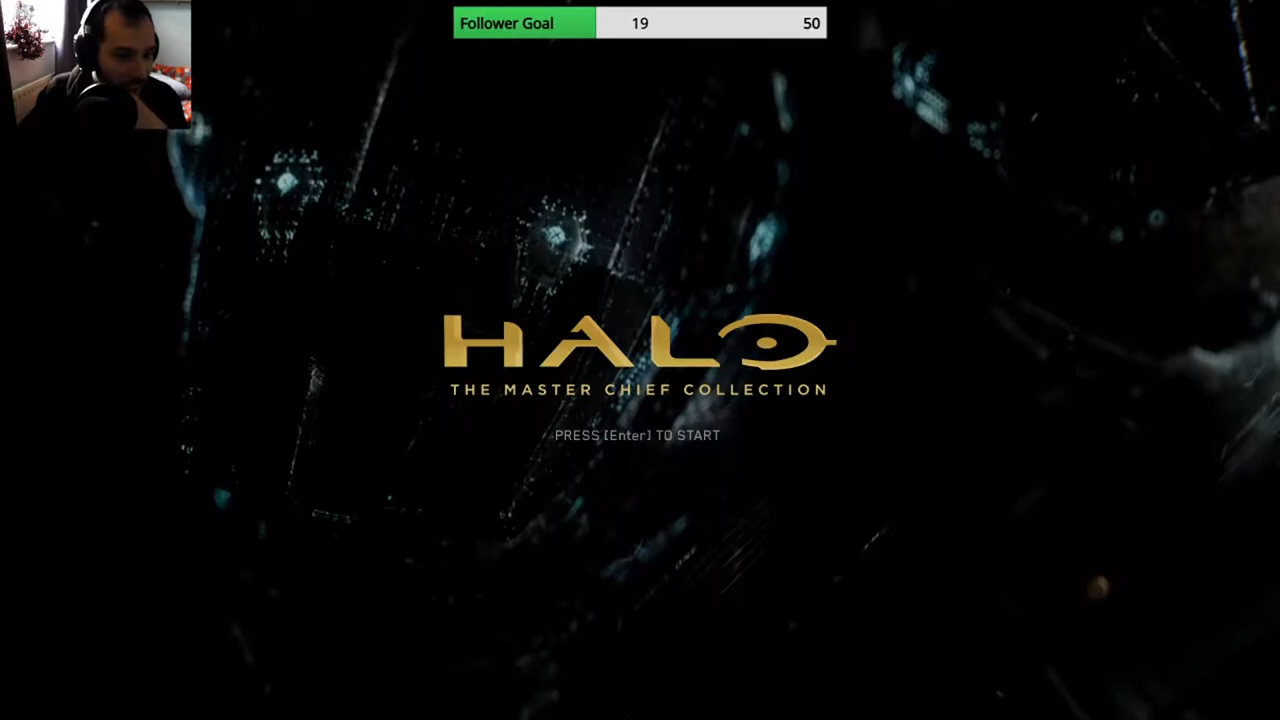 Follower Goal 19 50
HALO
THE MASTER CHIEF COLLECTION
PRESS [Enter] TO START